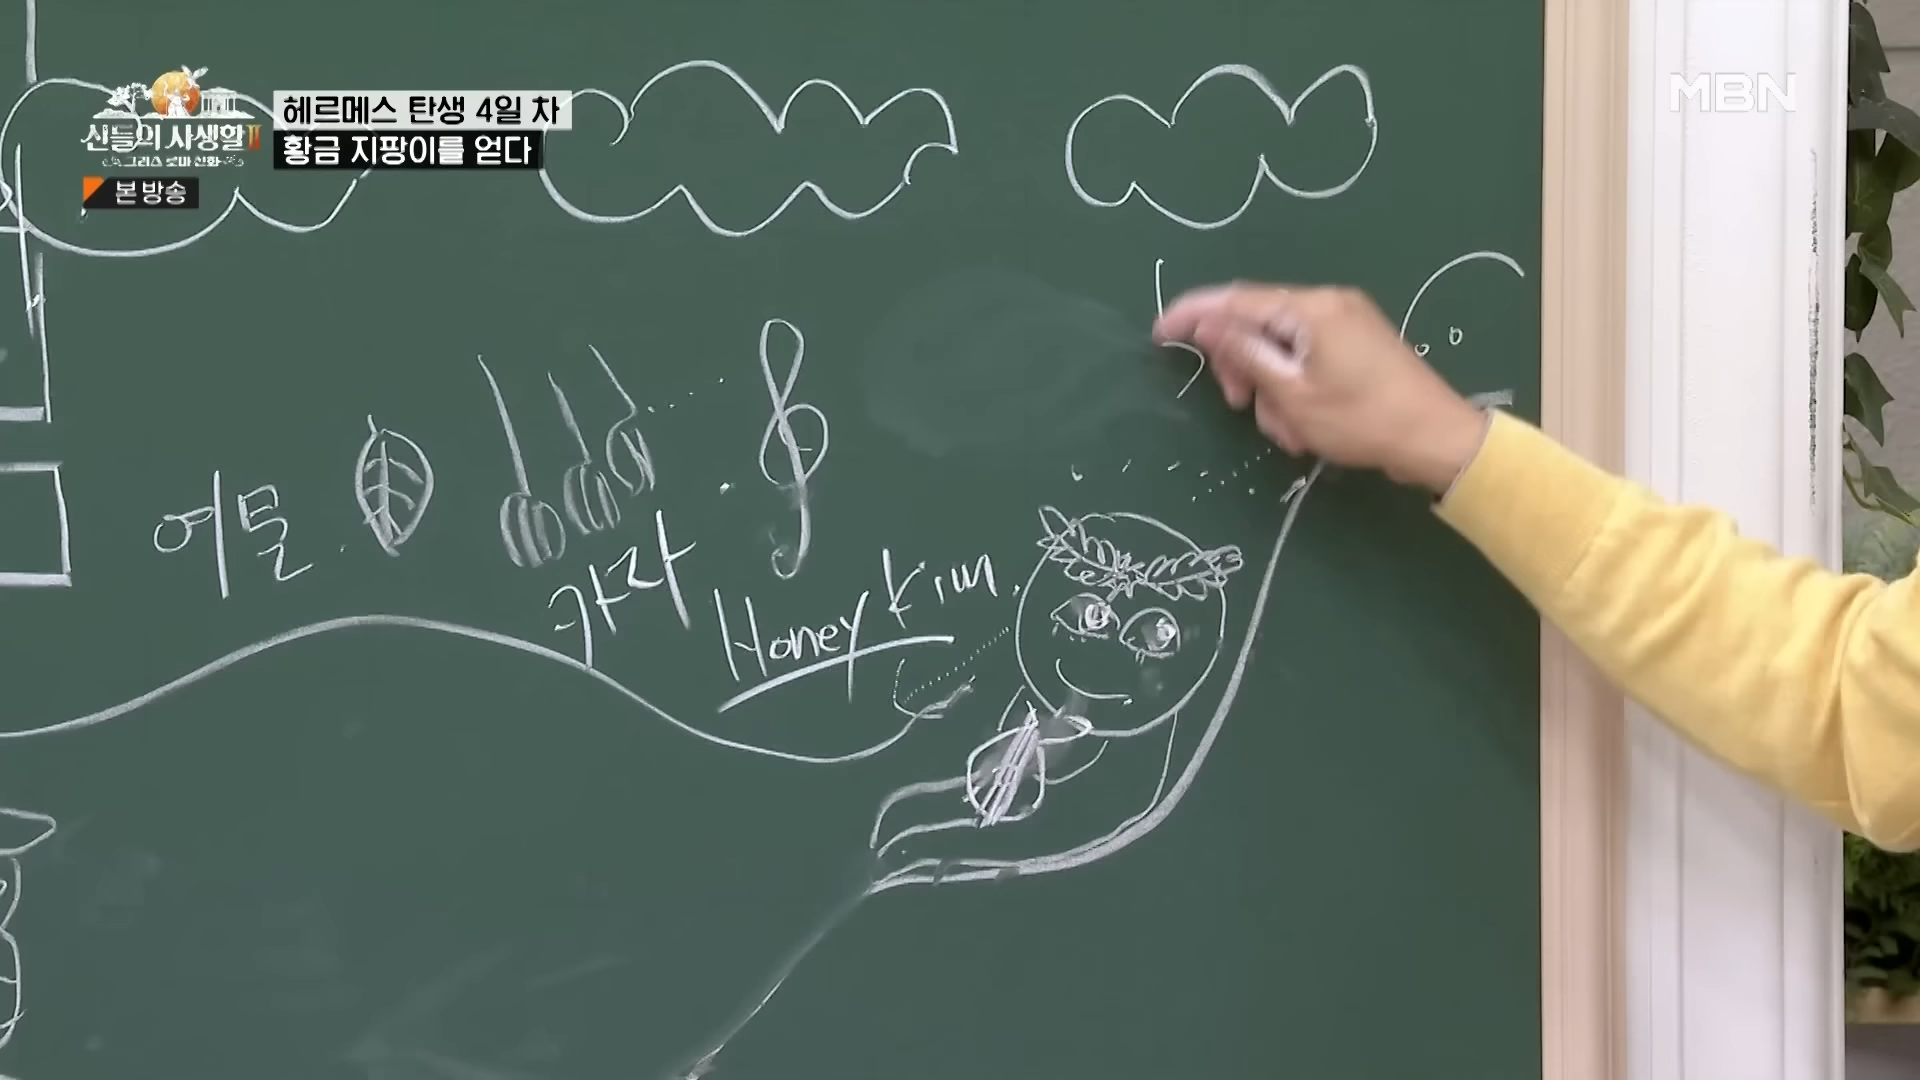 헤르메스 탄생 4일 차
황금 지팡이를 얻다
신들의 사생활 II
그리스 로마 신화
본 방송
MBN
여물
가자
Honey Kim.